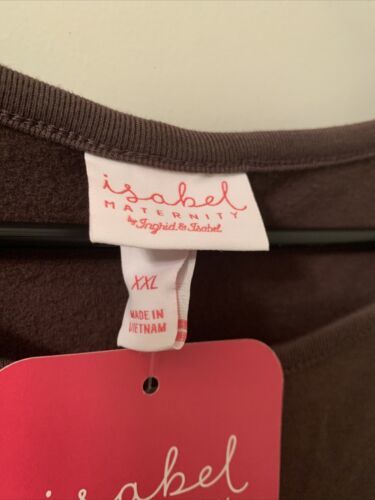 isabel
MATERNITY
by Ingrid & Isabel
XXL
MADE IN
VIETNAM
isabel